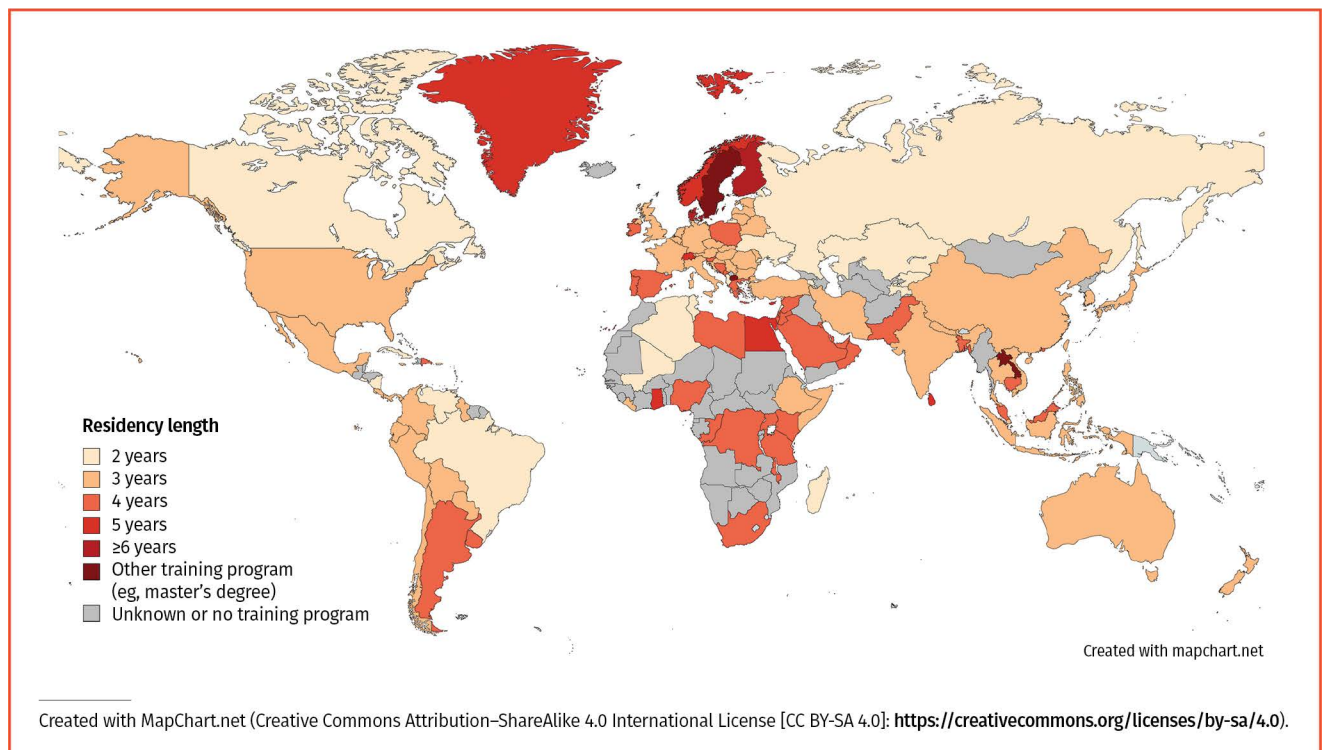 Residency length
2 years
3 years
4 years
5 years
≥6 years
Other training program
(eg, master's degree)
Unknown or no training program
Created with mapchart.net
Created with MapChart.net (Creative Commons Attribution–ShareAlike 4.0 International License [CC BY-SA 4.0]: https://creativecommons.org/licenses/by-sa/4.0).